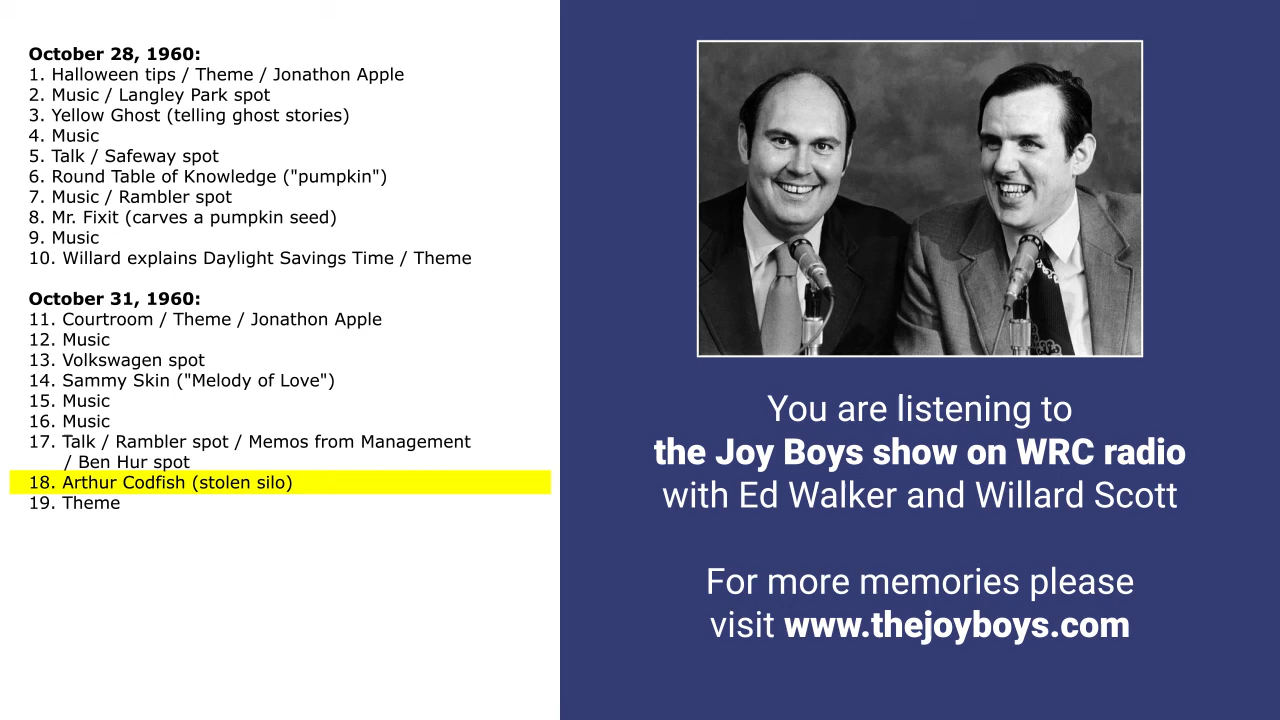 October 28, 1960:
1. Halloween tips / Theme / Jonathon Apple
2. Music / Langley Park spot
3. Yellow Ghost (telling ghost stories)
4. Music
5. Talk / Safeway spot
6. Round Table of Knowledge ("pumpkin")
7. Music / Rambler spot
8. Mr. Fixit (carves a pumpkin seed)
9. Music
10. Willard explains Daylight Savings Time / Theme
October 31, 1960:
11. Courtroom / Theme / Jonathon Apple
12. Music
13. Volkswagen spot
14. Sammy Skin ("Melody of Love")
15. Music
16. Music
17. Talk / Rambler spot / Memos from Management
/ Ben Hur spot
18. Arthur Codfish (stolen silo)
19. Theme
You are listening to
the Joy Boys show on WRC radio
with Ed Walker and Willard Scott
For more memories please
visit www.thejoyboys.com